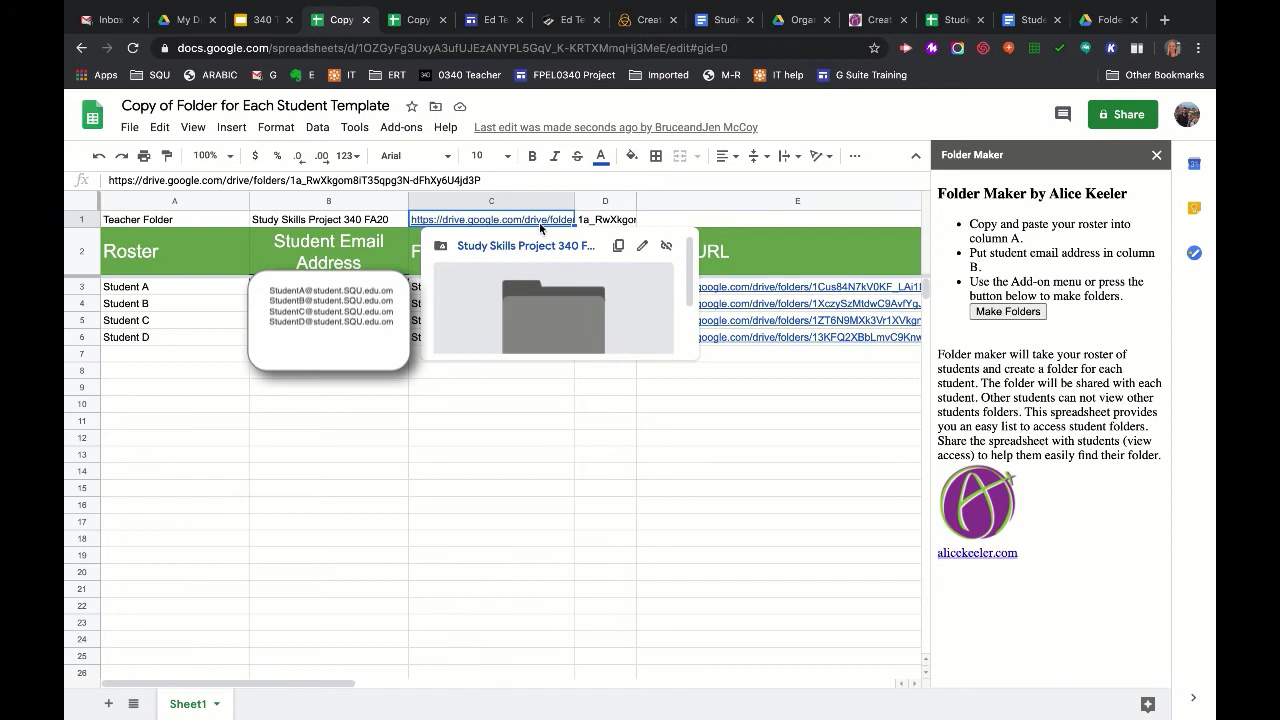 Inbox
My D
340 T
Copy
Copy
Ed Te
Ed Te
Creat
Stude
Organ
Creat
Stude
Stude
Folde
docs.google.com/spreadsheets/d/1OZGyFg3UxyA3ufUJEzANYPL5GqV_K-KRTXMmqHj3MeE/edit#gid=0
Apps
SQU
ARABIC
G
E
IT
ERT
0340 Teacher
FPEL0340 Project
Imported
M-R
IT help
G Suite Training
Other Bookmarks
Copy of Folder for Each Student Template
File Edit View Insert Format Data Tools Add-ons Help
Last edit was made seconds ago by BruceandJen McCoy
Share
100% $ % .0 .00 123 Arial 10 B I S A
fx https://drive.google.com/drive/folders/1a_RwXkgom8iT35qpg3N-dFhXy6U4jd3P
A B C D E
1 Teacher Folder Study Skills Project 340 FA20 https://drive.google.com/drive/folder 1a_RwXkgor
2 Roster Student Email Address F URL
Study Skills Project 340 F...
3 Student A StudentA@student.SQU.edu.om St google.com/drive/folders/1Cus84N7kV0KF_LAi1
4 Student B StudentB@student.SQU.edu.om St google.com/drive/folders/1XczySzMtdwC9AvfYgJ
5 Student C StudentC@student.SQU.edu.om St google.com/drive/folders/1ZT6N9MXk3Vr1XVkgn
6 Student D StudentD@student.SQU.edu.om St google.com/drive/folders/13KFQ2XBbLmvC9Knw
7
8
9
10
11
12
13
14
15
16
17
18
19
20
21
22
23
24
25
26
Sheet1
Folder Maker
Folder Maker by Alice Keeler
• Copy and paste your roster into
column A.
• Put student email address in column
B.
• Use the Add-on menu or press the
button below to make folders.
Make Folders
Folder maker will take your roster of
students and create a folder for each
student. The folder will be shared with each
student. Other students can not view other
students folders. This spreadsheet provides
you an easy list to access student folders.
Share the spreadsheet with students (view
access) to help them easily find their folder.
A+
alicekeeler.com